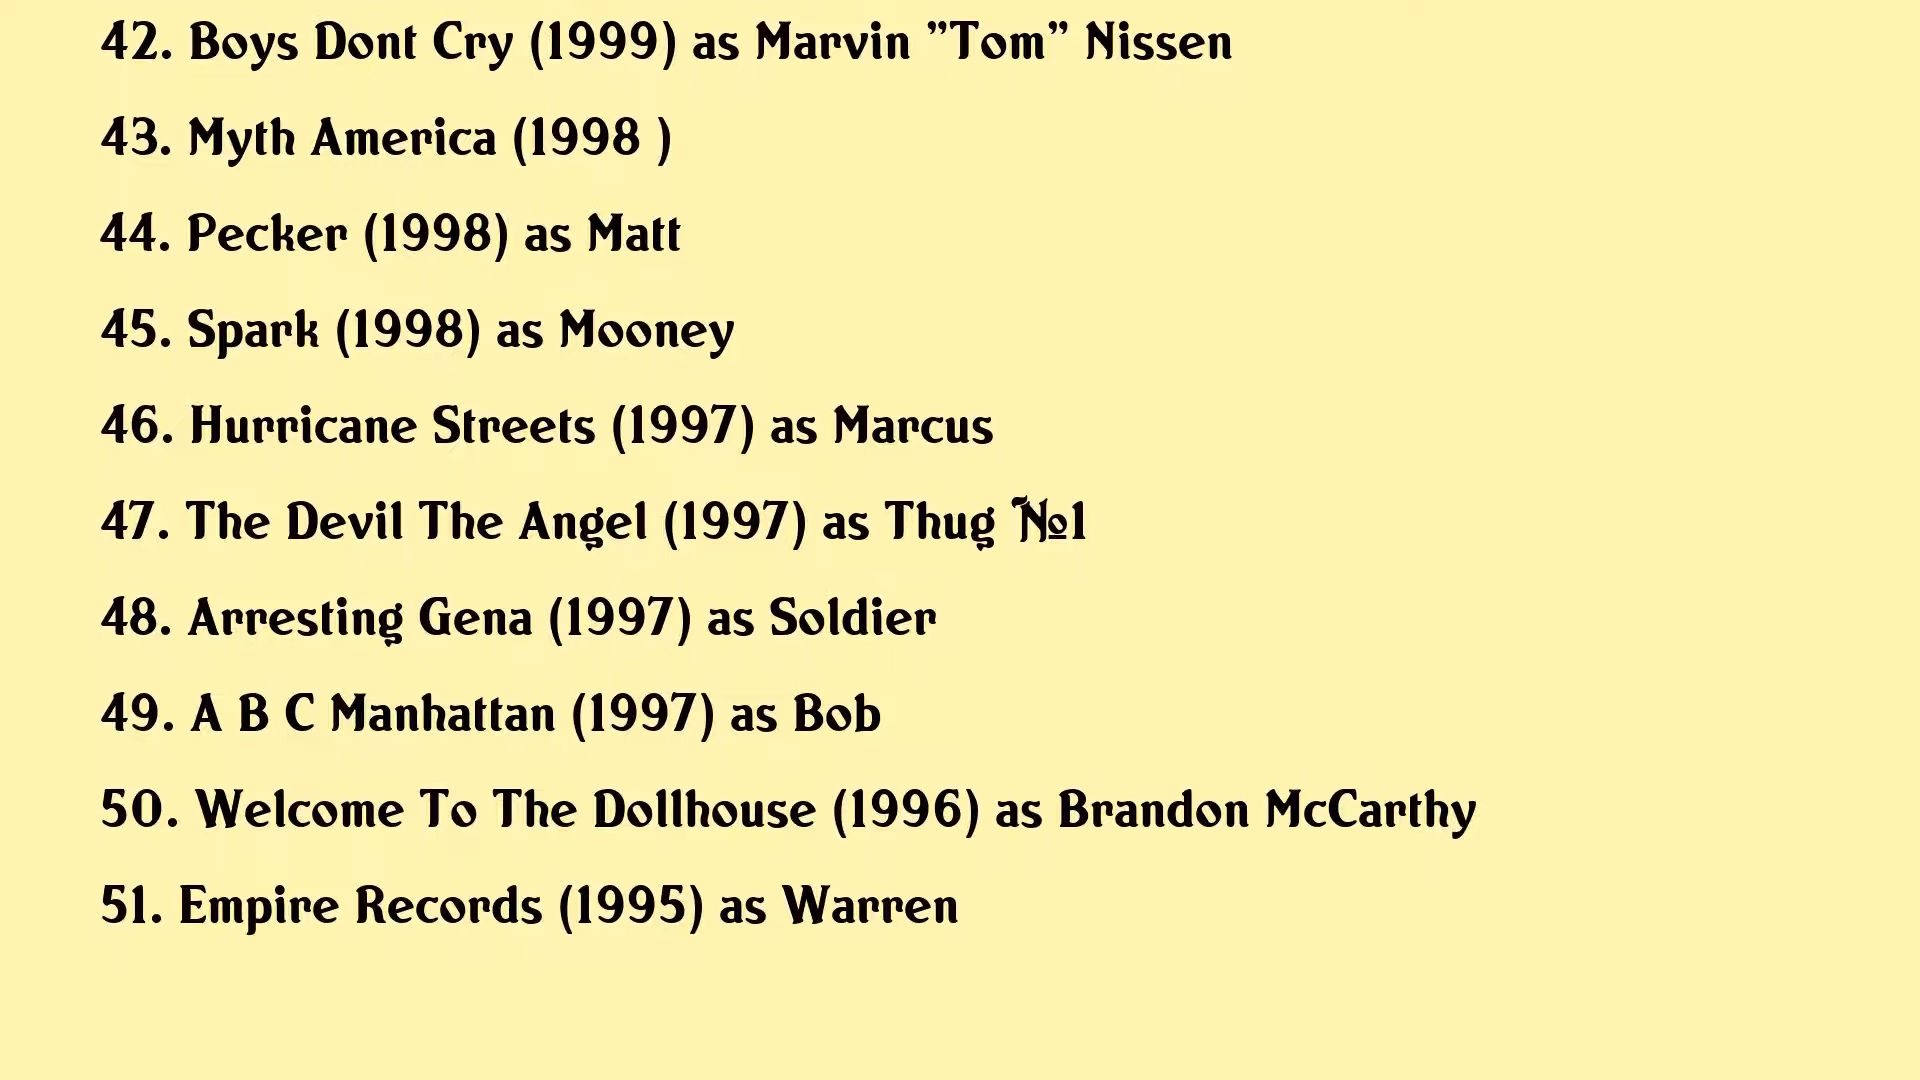 42. Boys Dont Cry (1999) as Marvin ”Tom” Nissen
43. Myth America (1998 )
44. Pecker (1998) as Matt
45. Spark (1998) as Mooney
46. Hurricane Streets (1997) as Marcus
47. The Devil The Angel (1997) as Thug №1
48. Arresting Gena (1997) as Soldier
49. A B C Manhattan (1997) as Bob
50. Welcome To The Dollhouse (1996) as Brandon McCarthy
51. Empire Records (1995) as Warren